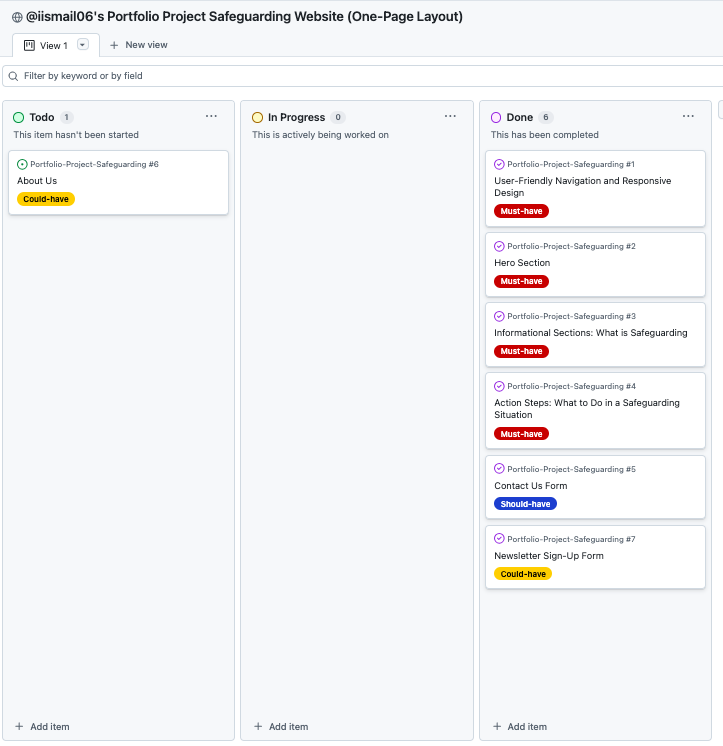 @iismail06's Portfolio Project Safeguarding Website (One-Page Layout)
View 1
New view
Filter by keyword or by field
Todo 1
This item hasn't been started
Portfolio-Project-Safeguarding #6
About Us
Could-have
Add item
In Progress 0
This is actively being worked on
Add item
Done 6
This has been completed
Portfolio-Project-Safeguarding #1
User-Friendly Navigation and Responsive
Design
Must-have
Portfolio-Project-Safeguarding #2
Hero Section
Must-have
Portfolio-Project-Safeguarding #3
Informational Sections: What is Safeguarding
Must-have
Portfolio-Project-Safeguarding #4
Action Steps: What to Do in a Safeguarding
Situation
Must-have
Portfolio-Project-Safeguarding #5
Contact Us Form
Should-have
Portfolio-Project-Safeguarding #7
Newsletter Sign-Up Form
Could-have
Add item